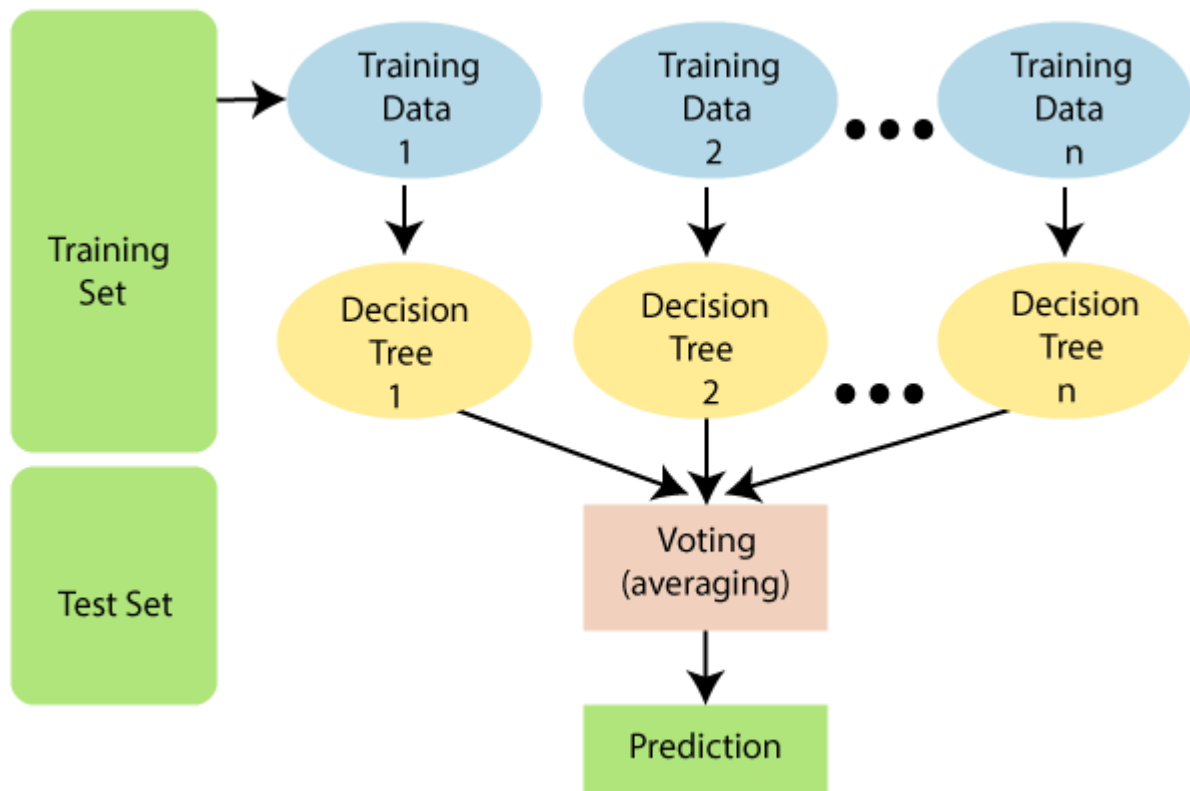 Training
Set
Test Set
Training
Data
1
Training
Data
2
Training
Data
n
Decision
Tree
1
Decision
Tree
2
Decision
Tree
n
Voting
(averaging)
Prediction